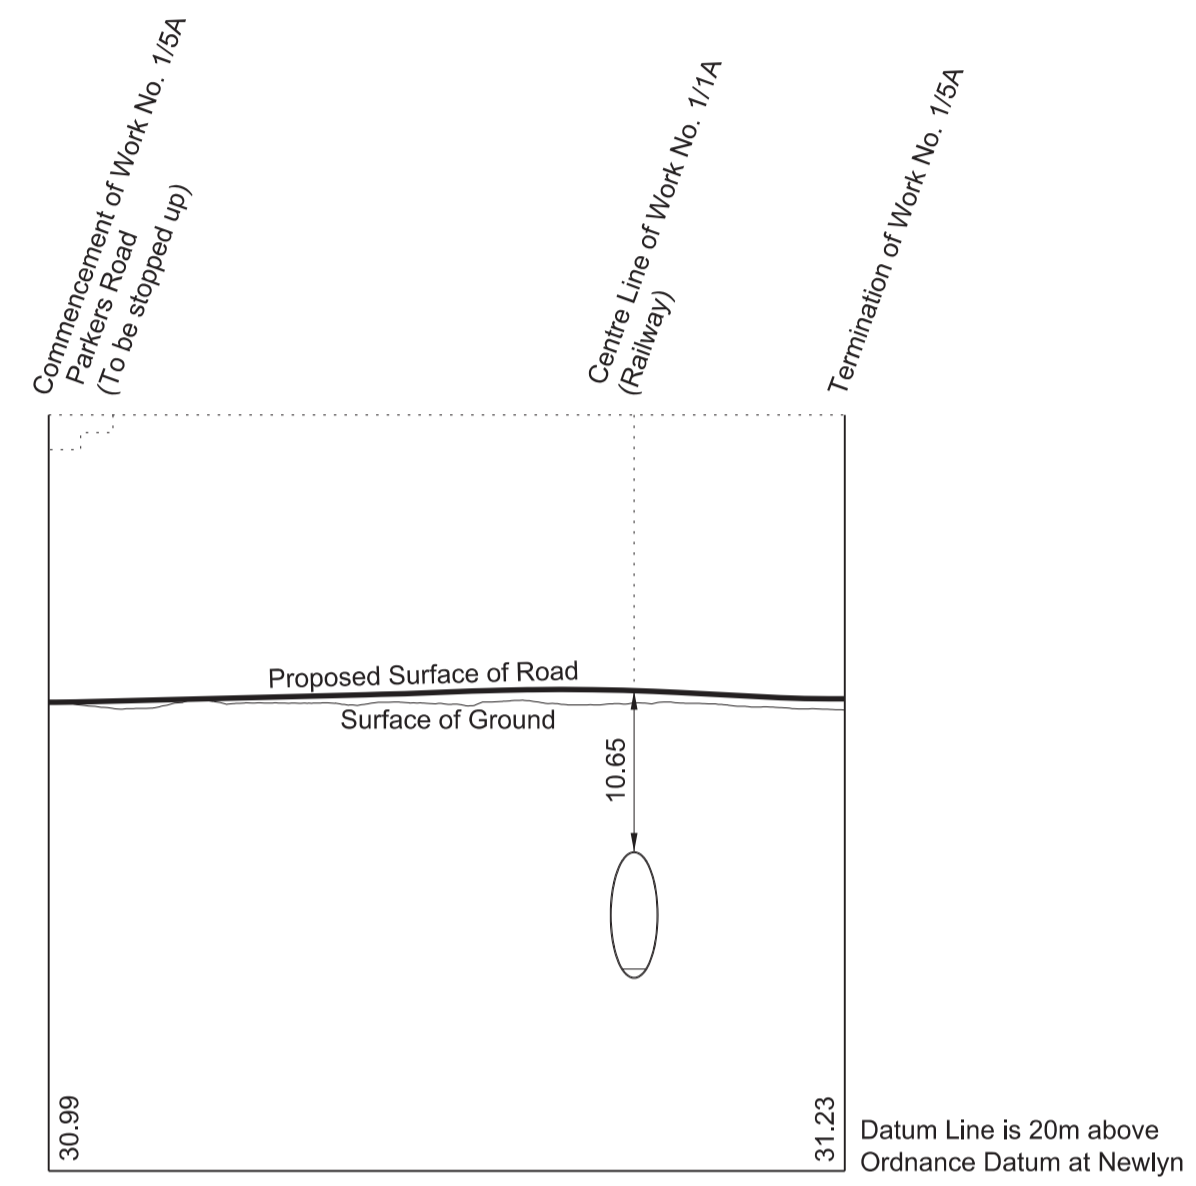 Commencement of Work No. 1/5A
Parkers Road
(To be stopped up)
Centre Line of Work No. 1/1A
(Railway)
Termination of Work No. 1/5A
Proposed Surface of Road
Surface of Ground
10.65
30.99
31.23
Datum Line is 20m above
Ordnance Datum at Newlyn